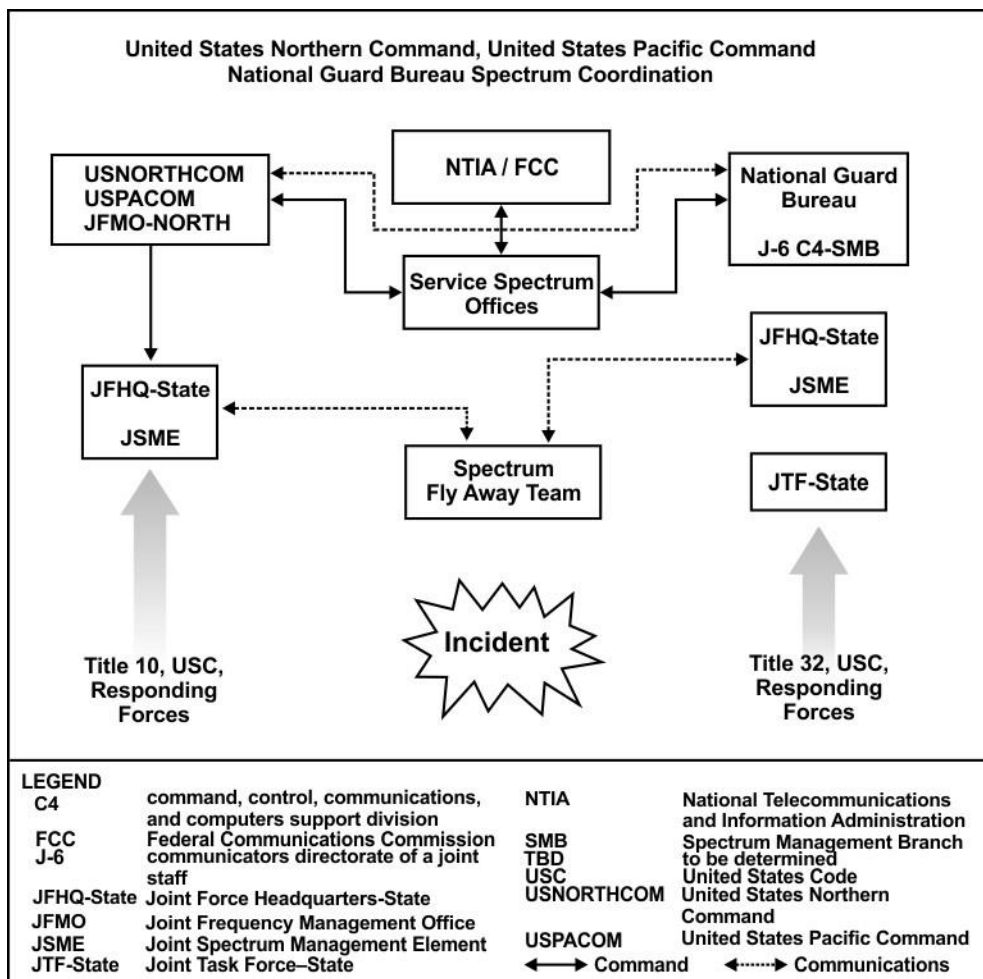 United States Northern Command, United States Pacific Command
National Guard Bureau Spectrum Coordination
USNORTHCOM
USPACOM
JFMO-NORTH
NTIA / FCC
National Guard
Bureau
J-6 C4-SMB
Service Spectrum
Offices
JFHQ-State
JSME
JFHQ-State
JSME
Spectrum
Fly Away Team
JTF-State
Incident
Title 10, USC,
Responding
Forces
Title 32, USC,
Responding
Forces
LEGEND
C4 command, control, communications,
and computers support division
FCC Federal Communications Commission
J-6 communicators directorate of a joint
staff
JFHQ-State Joint Force Headquarters-State
JFMO Joint Frequency Management Office
JSME Joint Spectrum Management Element
JTF-State Joint Task Force–State
NTIA National Telecommunications
and Information Administration
SMB Spectrum Management Branch
TBD to be determined
USC United States Code
USNORTHCOM United States Northern
Command
USPACOM United States Pacific Command
Command Communications